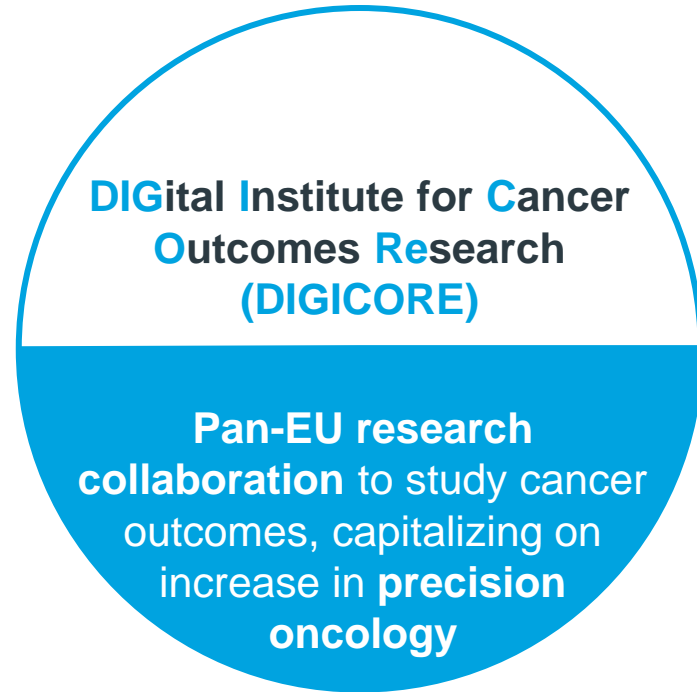 DIGital Institute for Cancer
Outcomes Research
(DIGICORE)
Pan-EU research
collaboration to study cancer
outcomes, capitalizing on
increase in precision
oncology